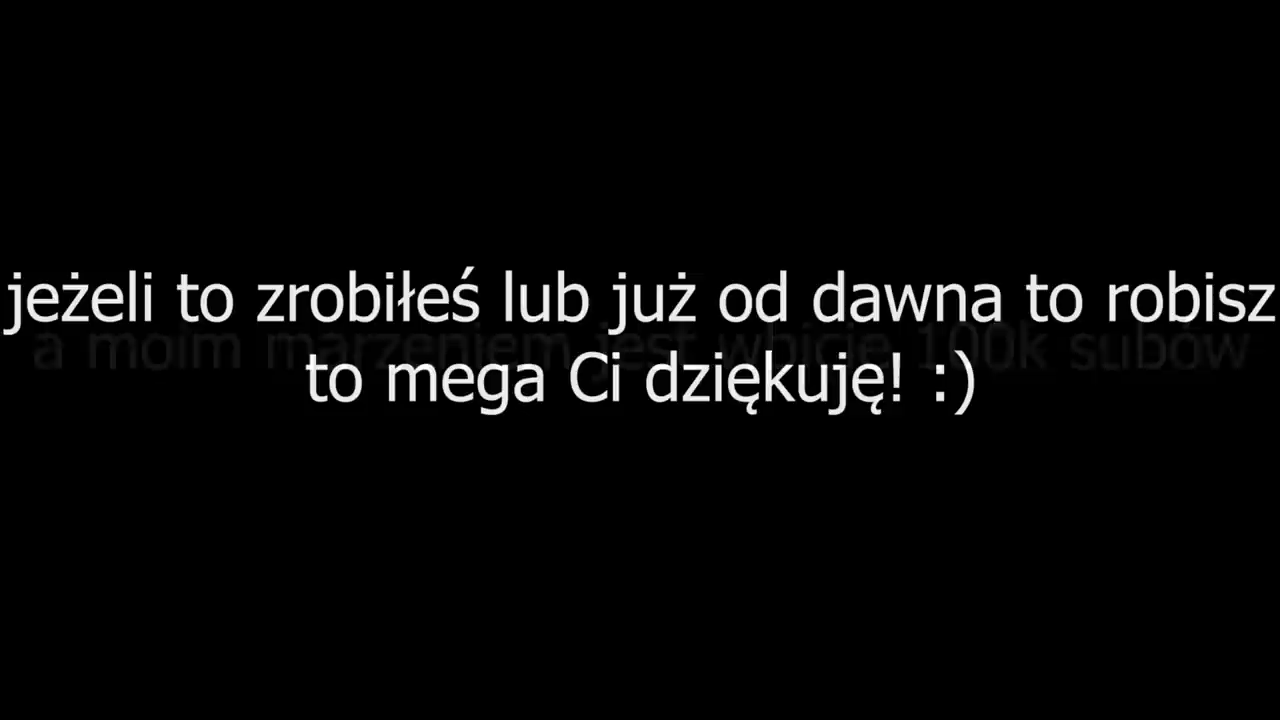 jeżeli to zrobiłeś lub już od dawna to robisz
a moim marzeniem jest wbicie 100k subów
to mega Ci dziękuję! :)